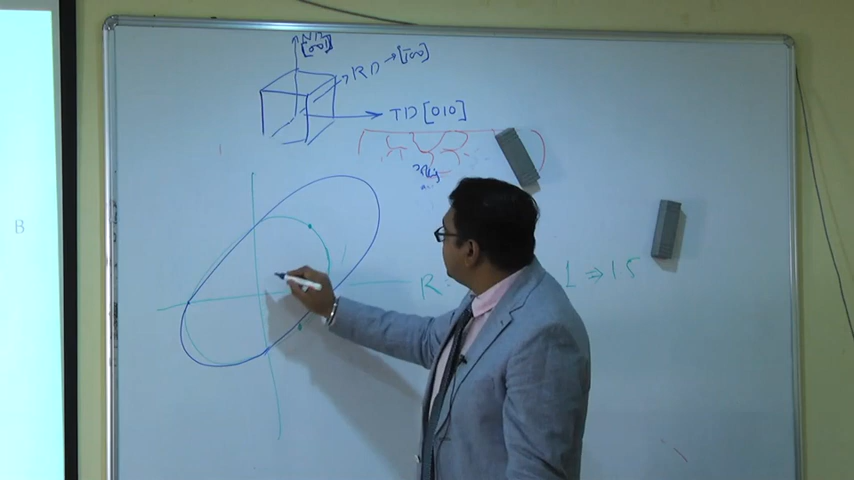 ND
[001]
RD → [100]
TD [010]
R
1 ⇒ 1.5
B